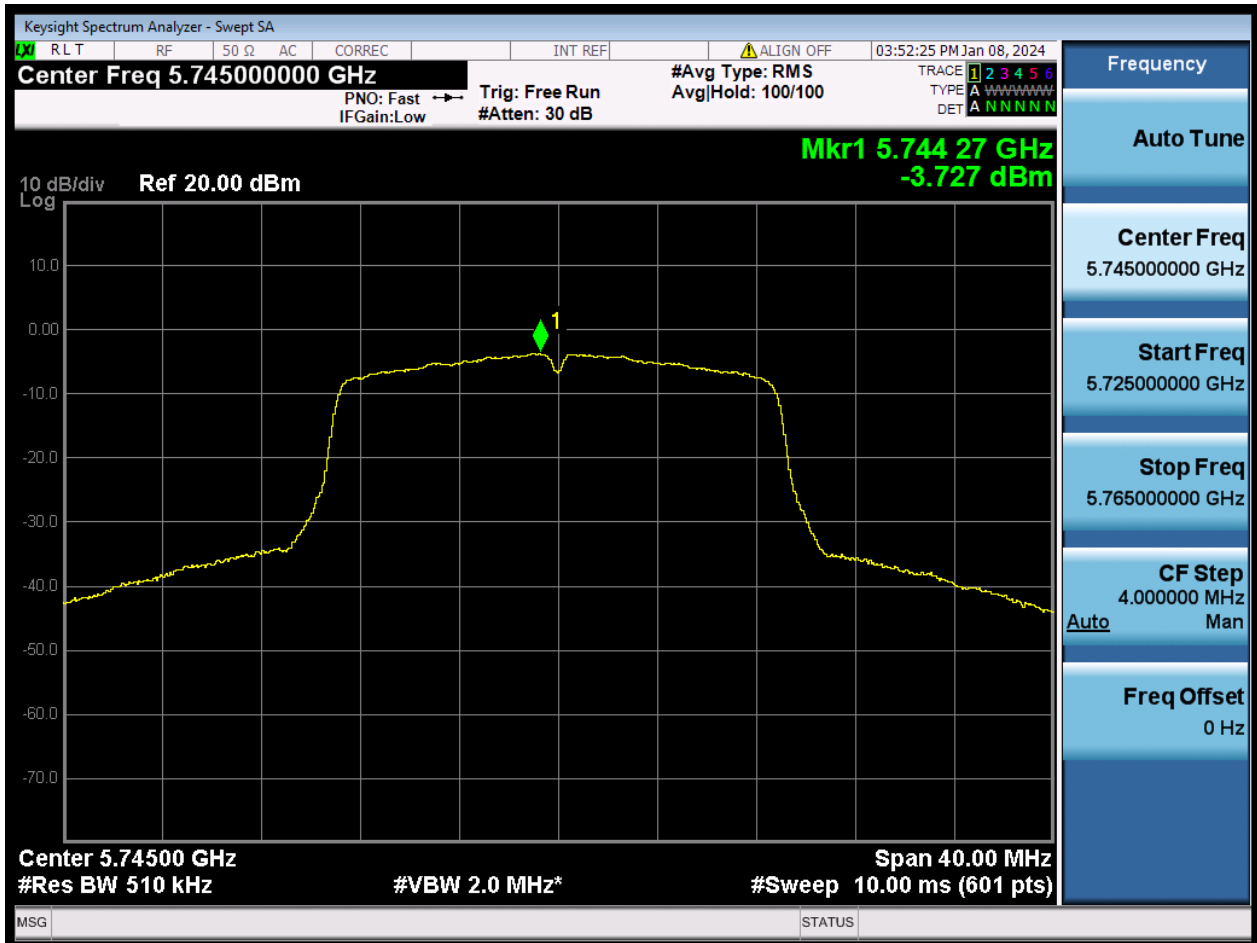 Keysight Spectrum Analyzer - Swept SA
LXI RLT RF 50 Ω AC CORREC INT REF ALIGN OFF 03:52:25 PM Jan 08, 2024
Center Freq 5.745000000 GHz
PNO: Fast
IFGain:Low
Trig: Free Run
#Atten: 30 dB
#Avg Type: RMS
Avg|Hold: 100/100
TRACE 1 2 3 4 5 6
TYPE A WWWWW
DET A N N N N N
Mkr1 5.744 27 GHz
-3.727 dBm
10 dB/div
Log
Ref 20.00 dBm
1
10.0
0.00
-10.0
-20.0
-30.0
-40.0
-50.0
-60.0
-70.0
Center 5.74500 GHz
Span 40.00 MHz
#Res BW 510 kHz
#VBW 2.0 MHz*
#Sweep 10.00 ms (601 pts)
MSG
STATUS
Frequency
Auto Tune
Center Freq
5.745000000 GHz
Start Freq
5.725000000 GHz
Stop Freq
5.765000000 GHz
CF Step
4.000000 MHz
Auto Man
Freq Offset
0 Hz